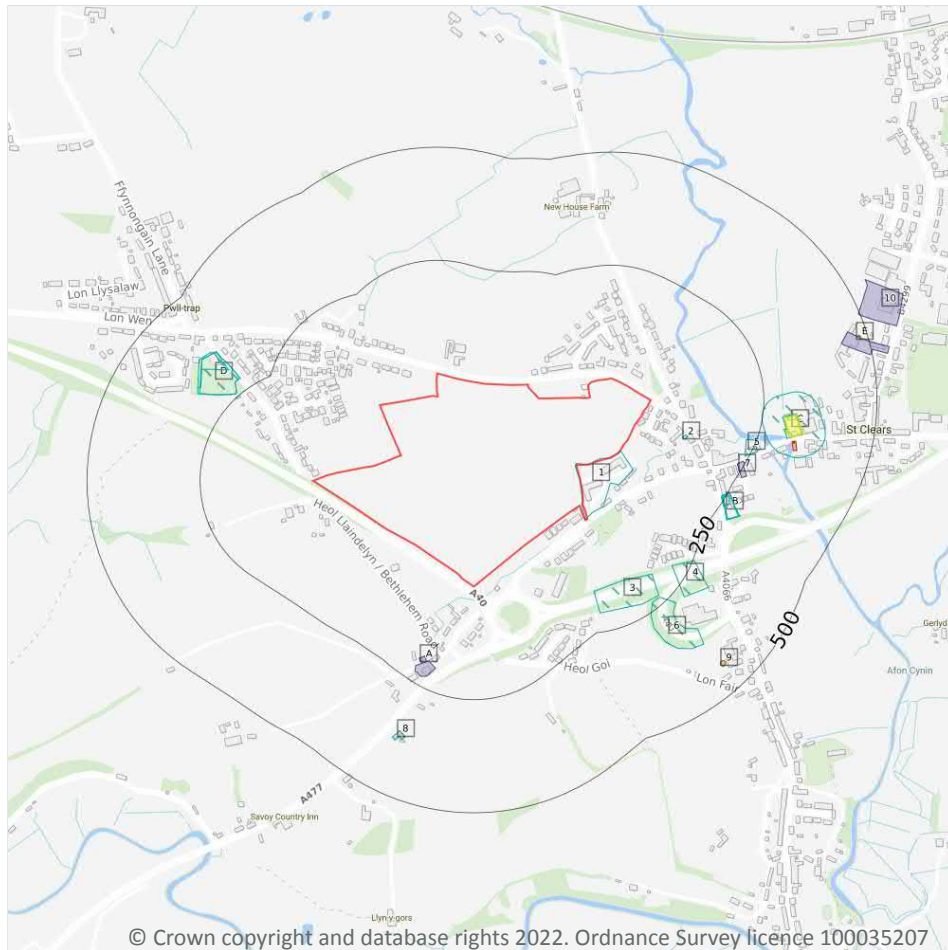 Ffynnongain Lane
New House Farm
Lon Llysalaw
Pwll-trap
Lon Wen
10
B4299
E
D
C
St Clears
2
5
1
7
B
250
Heol Llaindelyn / Bethlehem Road
A40
4
3
A4066
6
500
Gerlyd
A
9
Heol Goi
Lon Fair
Afon Cynin
8
A477
Savoy Country Inn
Llyn-y-gors
© Crown copyright and database rights 2022. Ordnance Survey licence 100035207